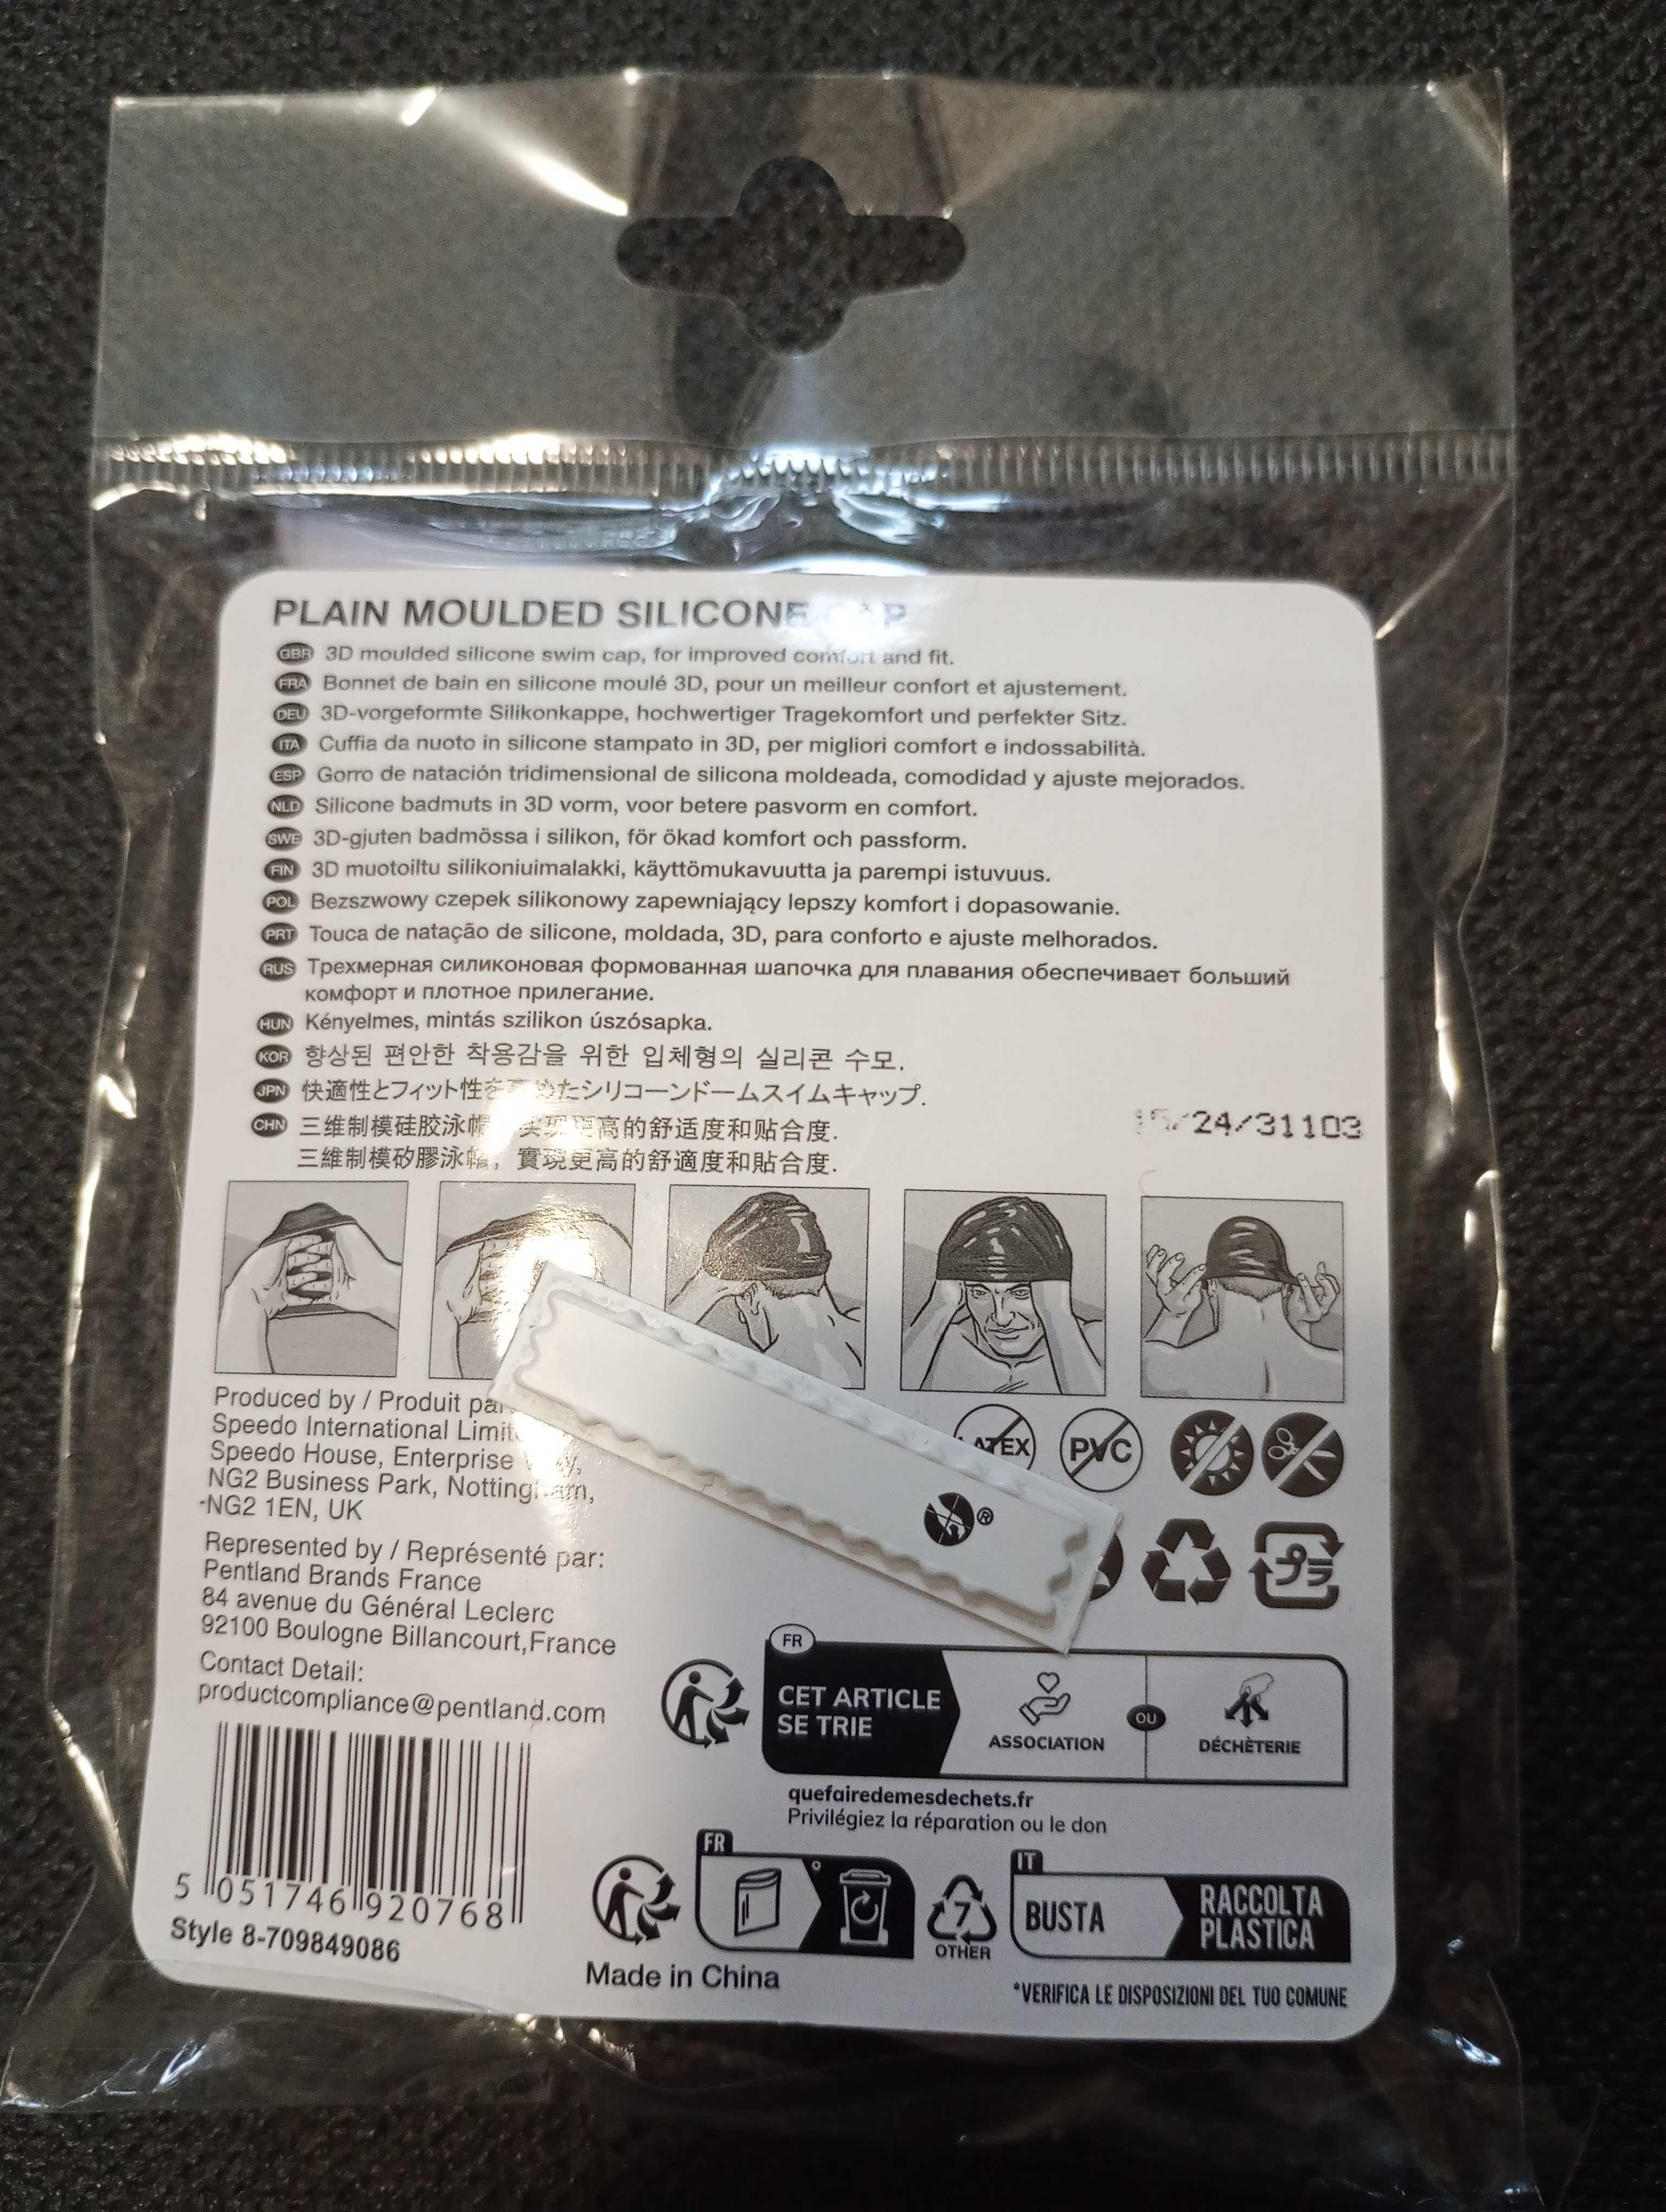 PLAIN MOULDED SILICONE
GBR 3D moulded silicone swim cap, for improved comfort and fit.
FRA Bonnet de bain en silicone moulé 3D, pour un meilleur confort et ajustement.
DEU 3D-vorgeformte Silikonkappe, hochwertiger Tragekomfort und perfekter Sitz.
ITA Cuffia da nuoto in silicone stampato in 3D, per migliori comfort e indossabilità.
ESP Gorro de natación tridimensional de silicona moldeada, comodidad y ajuste mejorados.
NLD Silicone badmuts in 3D vorm, voor betere pasvorm en comfort.
SWE 3D-gjuten badmössa i silikon, för ökad komfort och passform.
FIN 3D muotoiltu silikoniuimalakki, käyttömukavuutta ja parempi istuvuus.
POL Bezszwowy czepek silikonowy zapewniający lepszy komfort i dopasowanie.
PRT Touca de natação de silicone, moldada, 3D, para conforto e ajuste melhorados.
RUS Трехмерная силиконовая формованная шапочка для плавания обеспечивает больший
комфорт и плотное прилегание.
HUN Kényelmes, mintás szilikon úszósapka.
KOR 향상된 편안한 착용감을 위한 입체형의 실리콘 수모.
JPN 快適性とフィット性を高めたシリコーンドームスイムキャップ.
CHN 三维制模硅胶泳帽 实现更高的舒适度和贴合度.
三維制模矽膠泳帽, 實現更高的舒適度和貼合度.
/24/31103
Produced by / Produit par
Speedo International
Speedo House, Enterprise
NG2 Business Park, Nottingham,
NG2 1EN, UK
LATEX
PVC
®
プラ
Represented by / Représenté par:
Pentland Brands France
84 avenue du Général Leclerc
92100 Boulogne Billancourt,France
Contact Detail:
productcompliance@pentland.com
FR
CET ARTICLE
SE TRIE
ASSOCIATION
OU
DÉCHÈTERIE
quefairedemesdechets.fr
Privilégiez la réparation ou le don
5 051746 920768
Style 8-709849086
FR
7
OTHER
IT
BUSTA
RACCOLTA
PLASTICA
Made in China
*VERIFICA LE DISPOSIZIONI DEL TUO COMUNE